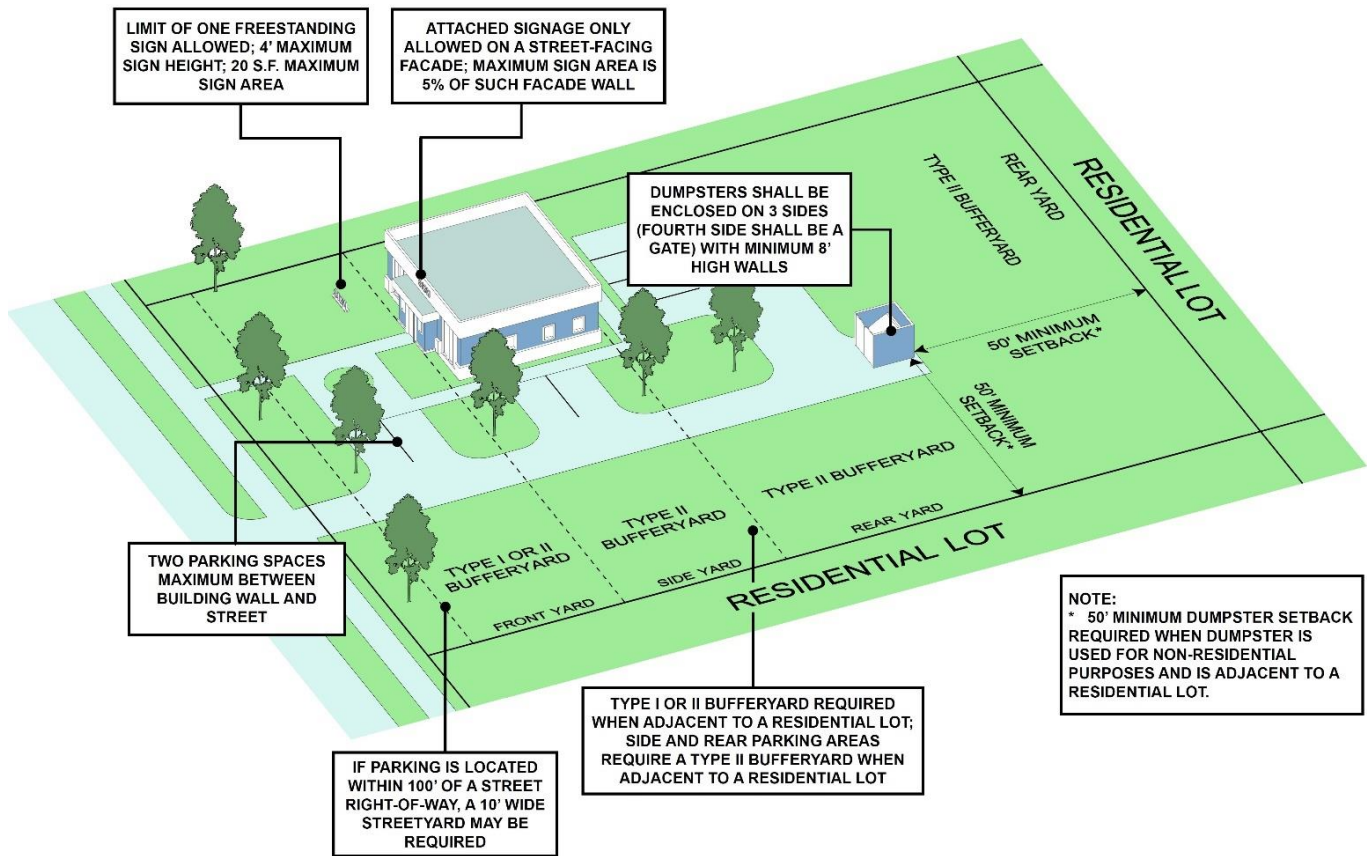 LIMIT OF ONE FREESTANDING
SIGN ALLOWED; 4' MAXIMUM
SIGN HEIGHT; 20 S.F. MAXIMUM
SIGN AREA
ATTACHED SIGNAGE ONLY
ALLOWED ON A STREET-FACING
FACADE; MAXIMUM SIGN AREA IS
5% OF SUCH FACADE WALL
DUMPSTERS SHALL BE
ENCLOSED ON 3 SIDES
(FOURTH SIDE SHALL BE A
GATE) WITH MINIMUM 8'
HIGH WALLS
TYPE II BUFFERYARD
REAR YARD
RESIDENTIAL LOT
50' MINIMUM
SETBACK*
50' MINIMUM
SETBACK*
TYPE I OR II
BUFFERYARD
TYPE II
BUFFERYARD
TYPE II BUFFERYARD
FRONT YARD
SIDE YARD
REAR YARD
RESIDENTIAL LOT
TWO PARKING SPACES
MAXIMUM BETWEEN
BUILDING WALL AND
STREET
IF PARKING IS LOCATED
WITHIN 100' OF A STREET
RIGHT-OF-WAY, A 10' WIDE
STREETYARD MAY BE
REQUIRED
TYPE I OR II BUFFERYARD REQUIRED
WHEN ADJACENT TO A RESIDENTIAL LOT;
SIDE AND REAR PARKING AREAS
REQUIRE A TYPE II BUFFERYARD WHEN
ADJACENT TO A RESIDENTIAL LOT
NOTE:
* 50' MINIMUM DUMPSTER SETBACK
REQUIRED WHEN DUMPSTER IS
USED FOR NON-RESIDENTIAL
PURPOSES AND IS ADJACENT TO A
RESIDENTIAL LOT.